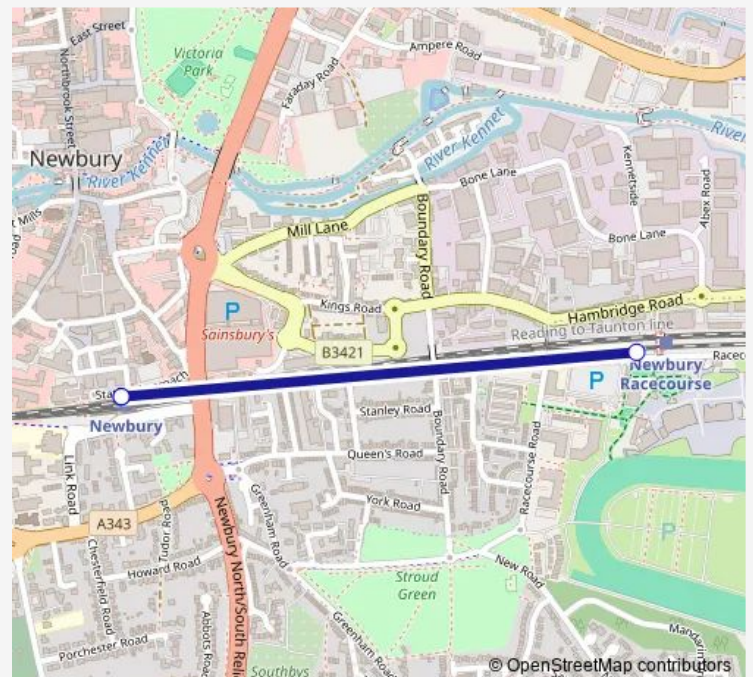 East Street
Northbrook Street
Victoria
Park
Ampere Road
Faraday Road
Newbury
River Kennet
River Kennet
River
Mills
Mill Lane
Bone Lane
Boundary Road
Kennetside
Abex Road
Bone Lane
Kings Road
Hambridge Road
P
Sainsbury's
B3421
Reading to Taunton line
Newbury
Racecourse
P
Newbury
Stanley Road
Boundary Road
Racecourse Road
Link Road
Queen's Road
York Road
Greenham Road
A343
Chesterfield Road
Howard Road
Newbury North/South Relie
P
Stroud
Green
New Road
Porchester Road
Abbots Road
Greenham Road
Southbys
Mandarin
© OpenStreetMap contributors